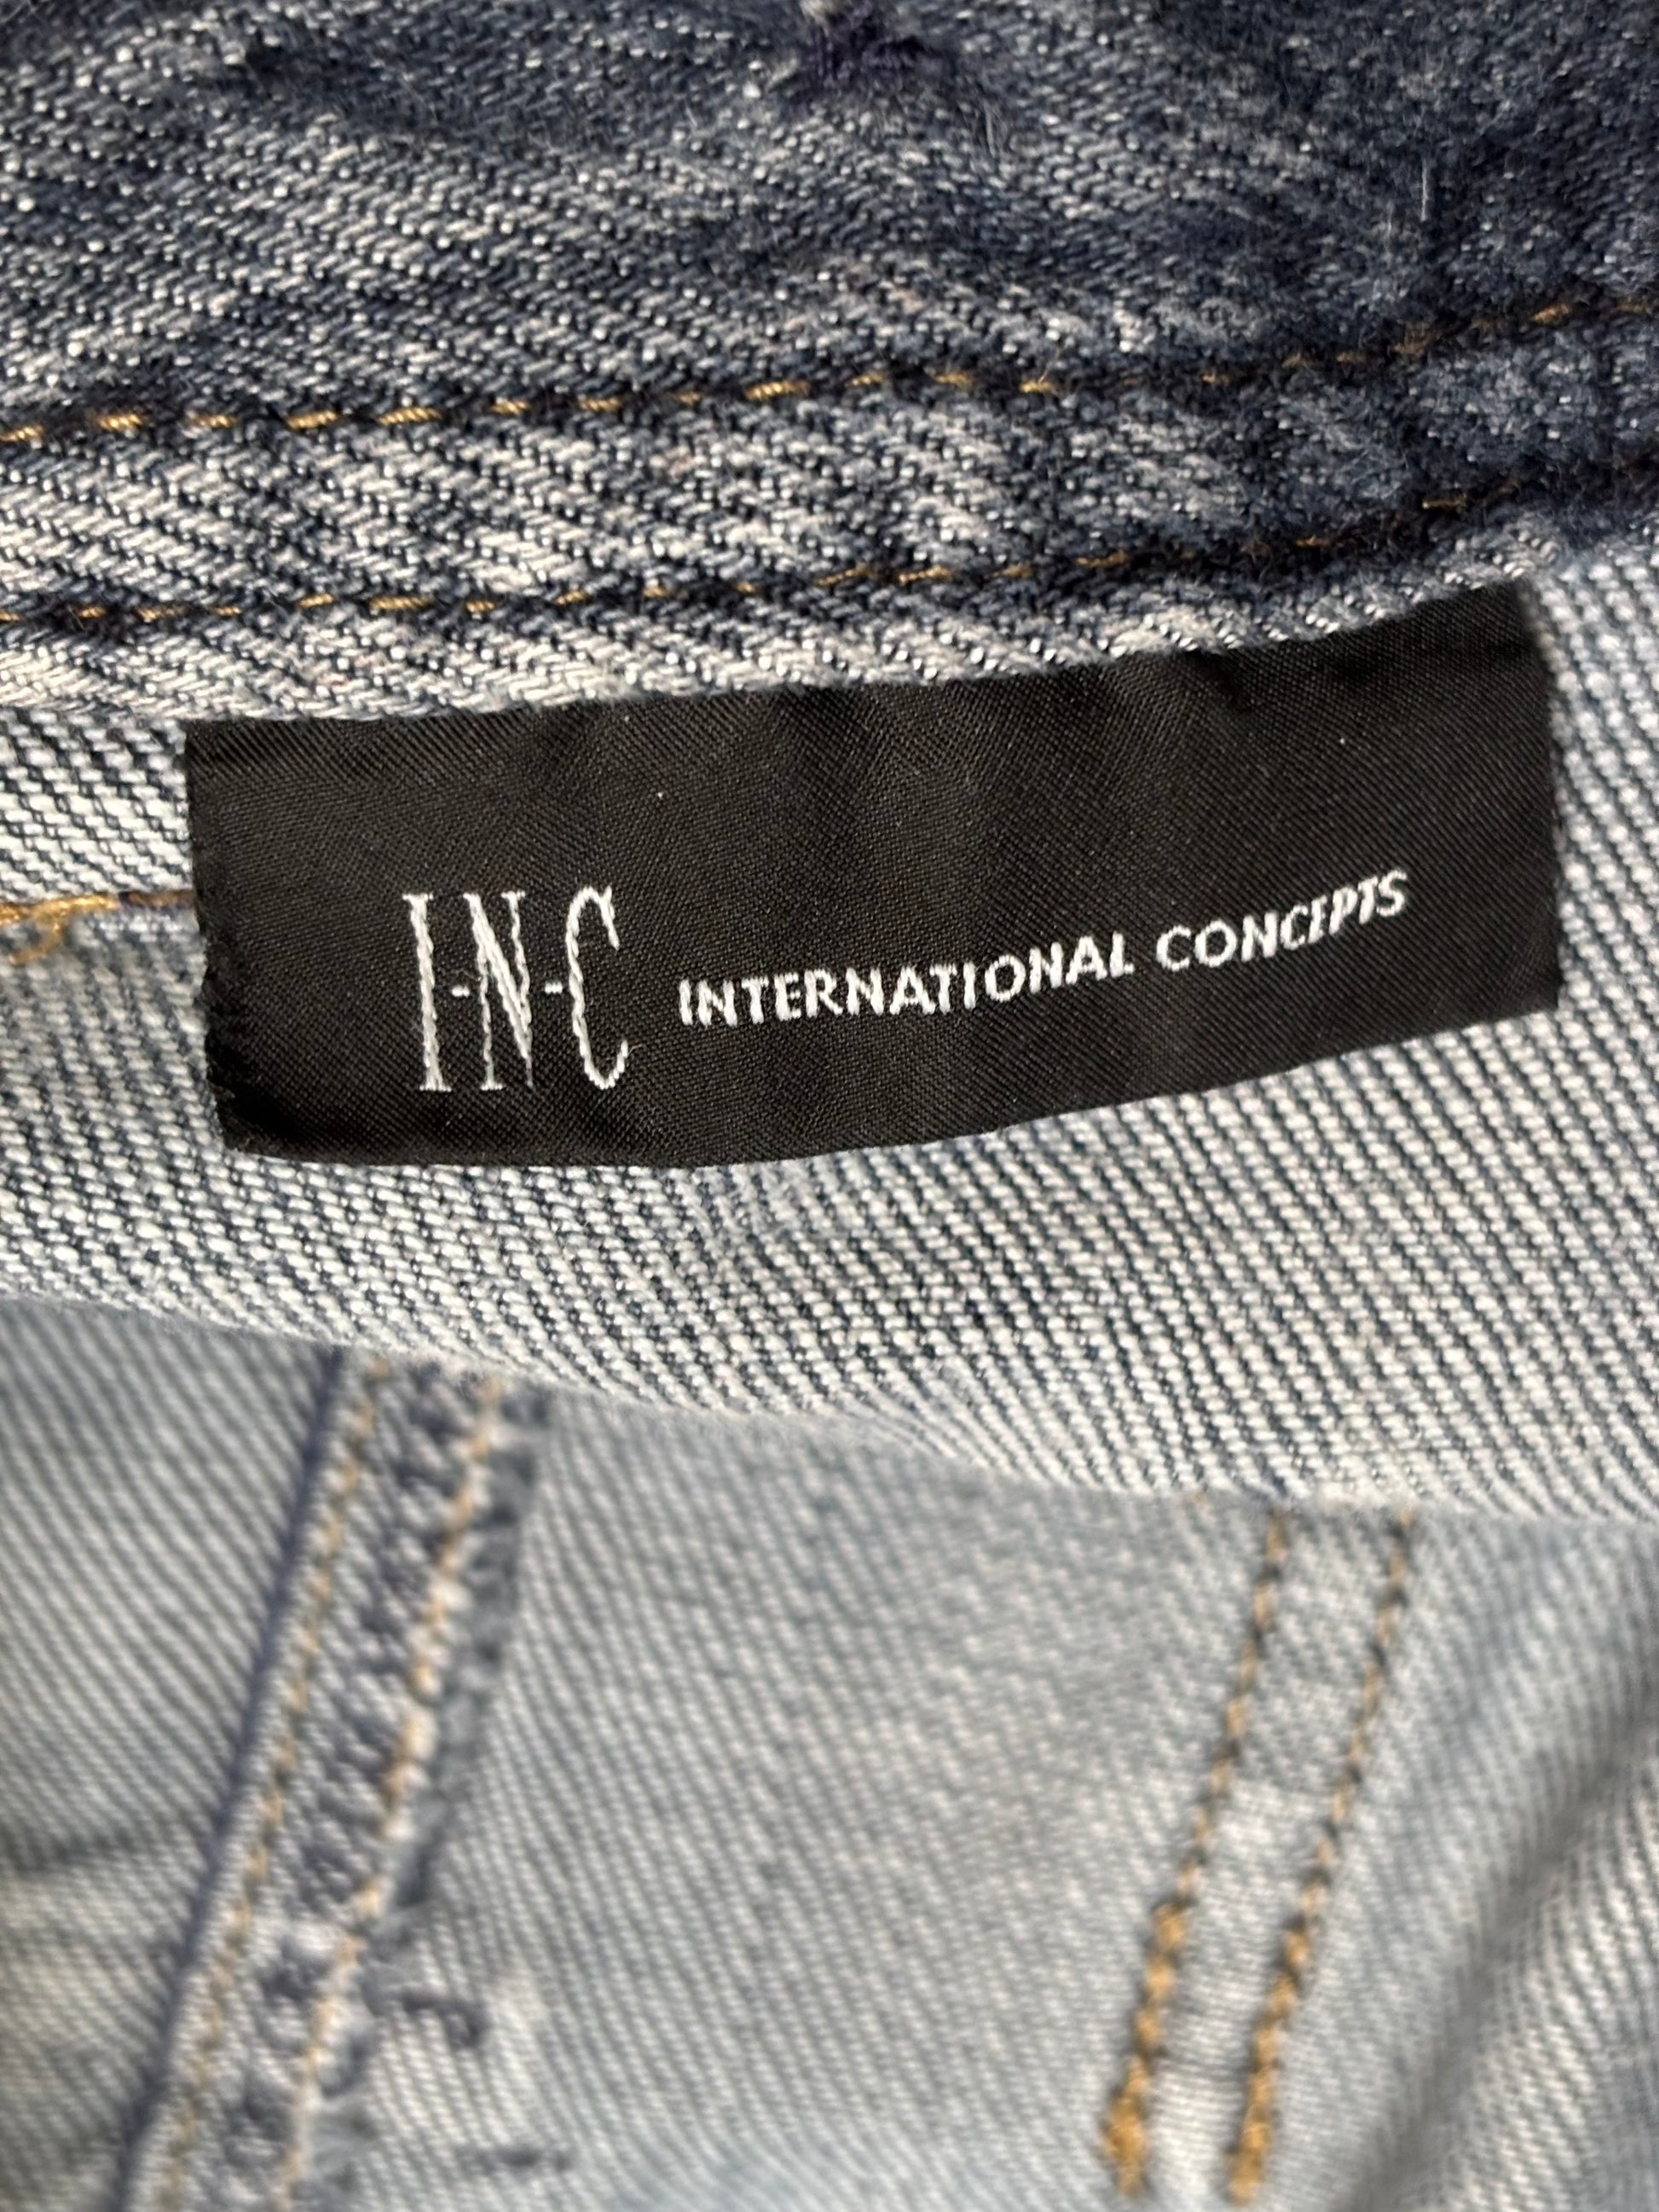 I-N-C INTERNATIONAL CONCEPTS